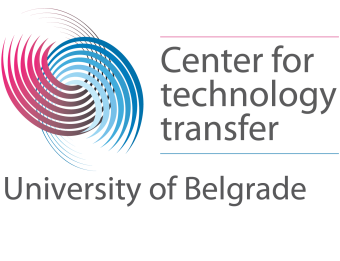 Center for
technology
transfer
University of Belgrade